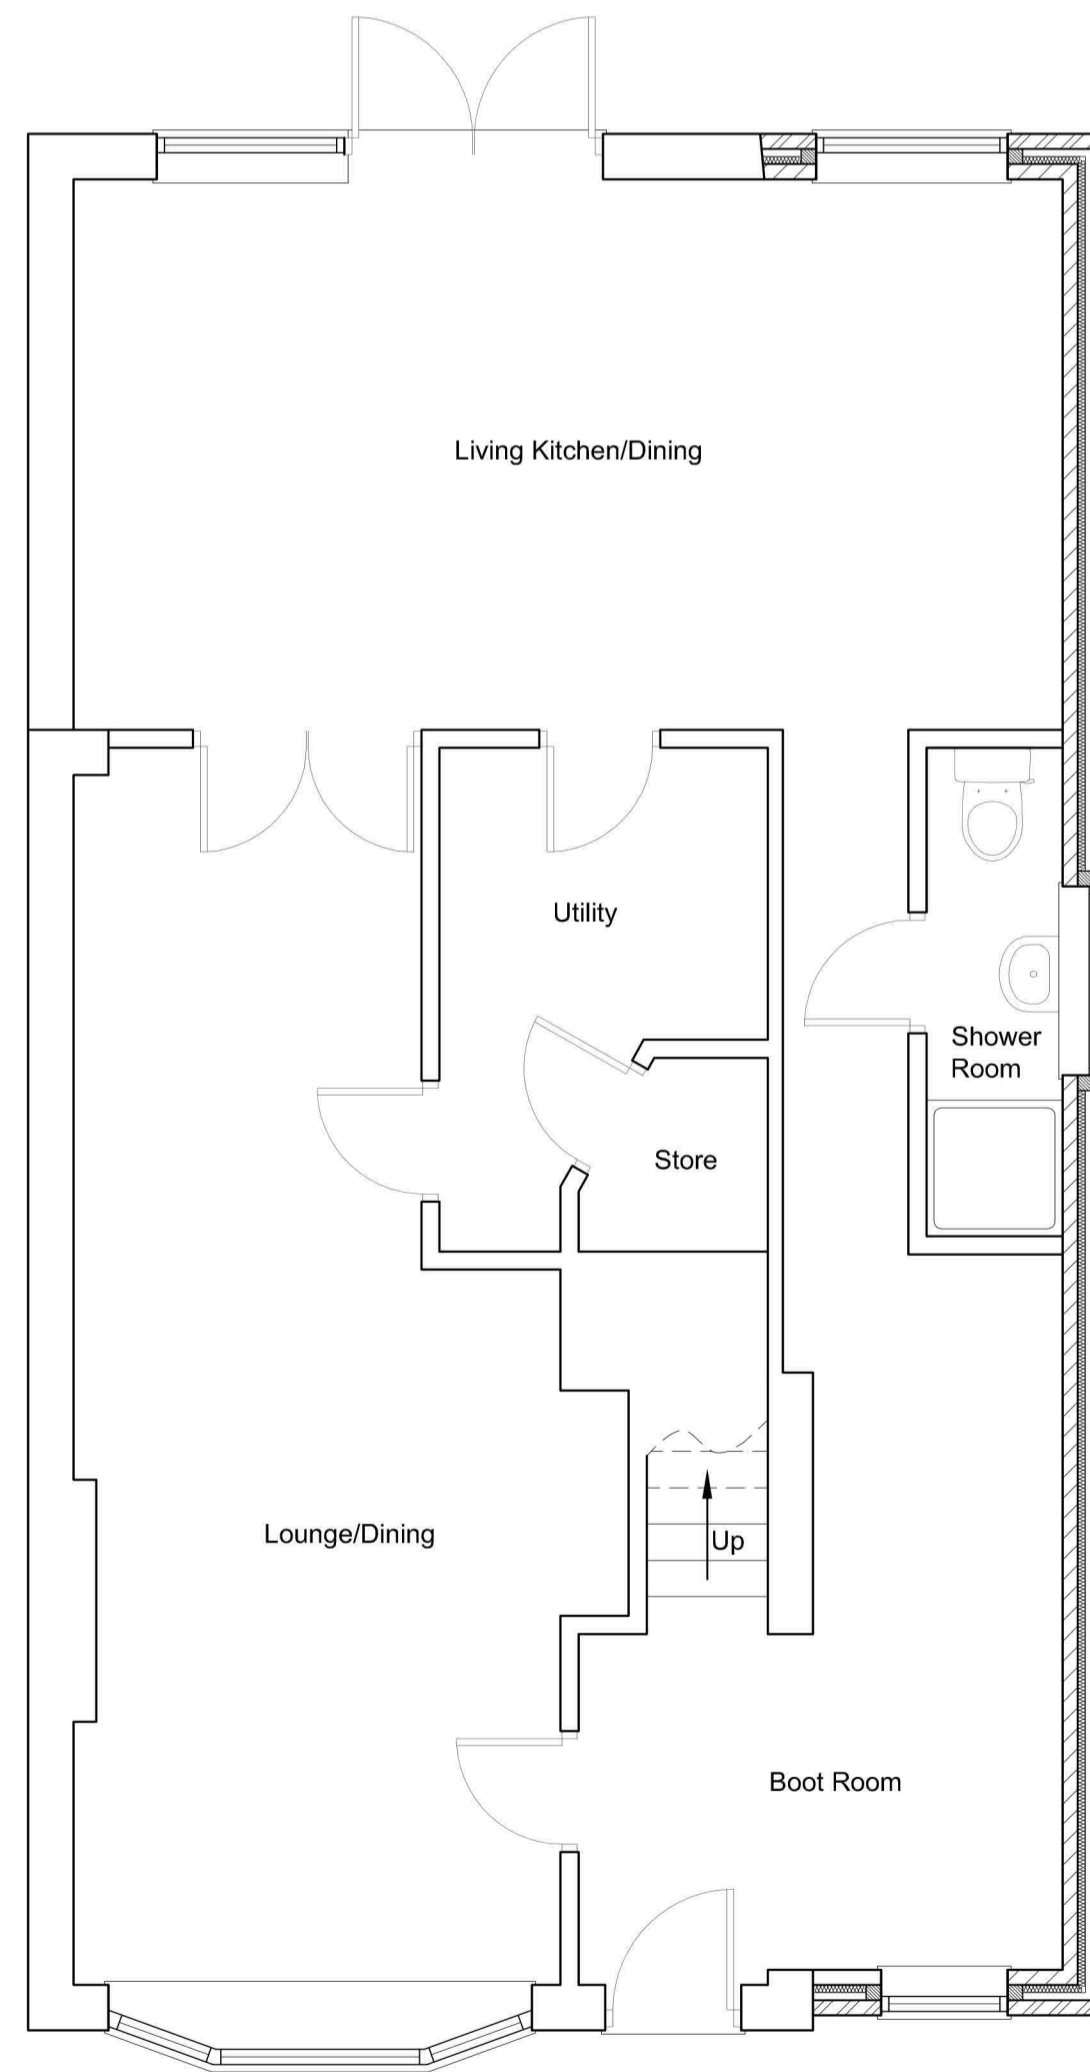 Living Kitchen/Dining
Utility
Shower
Room
Store
Lounge/Dining
Up
Boot Room